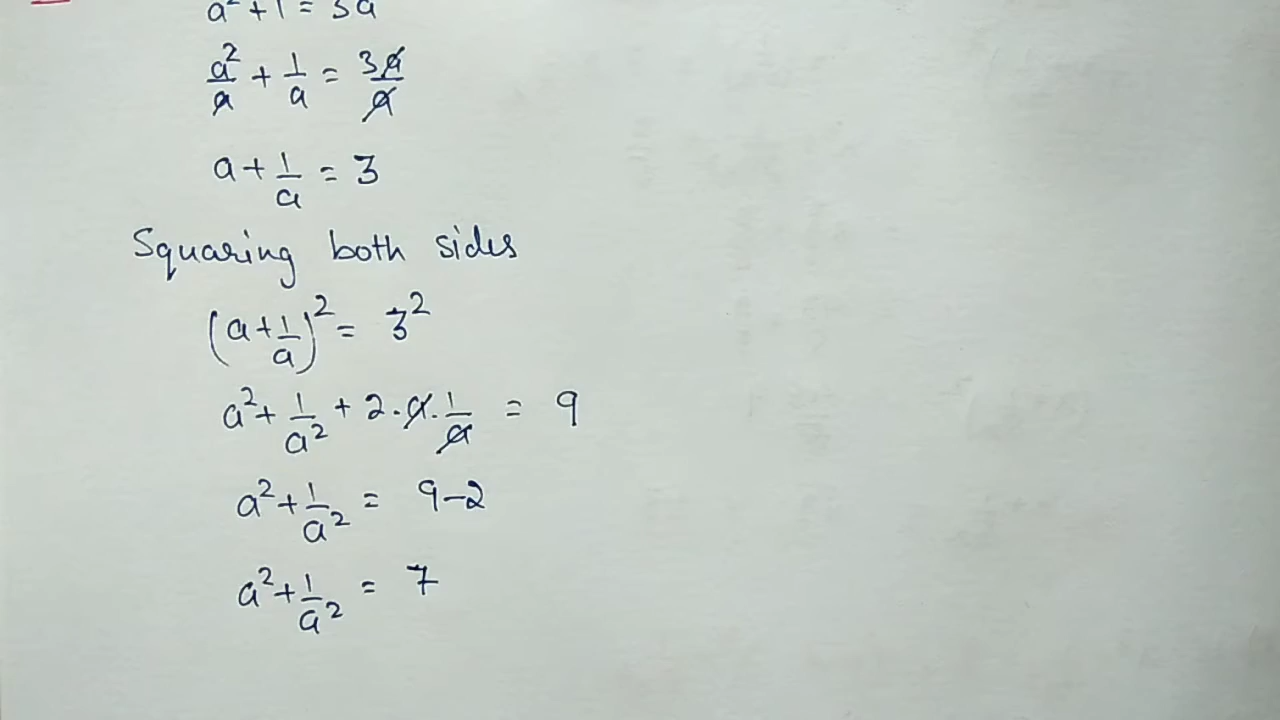 a² + 1 = 3a
a²/a + 1/a = 3a/a
a + 1/a = 3
Squaring both sides
(a + 1/a)² = 3²
a² + 1/a² + 2 · a · 1/a = 9
a² + 1/a² = 9 - 2
a² + 1/a² = 7